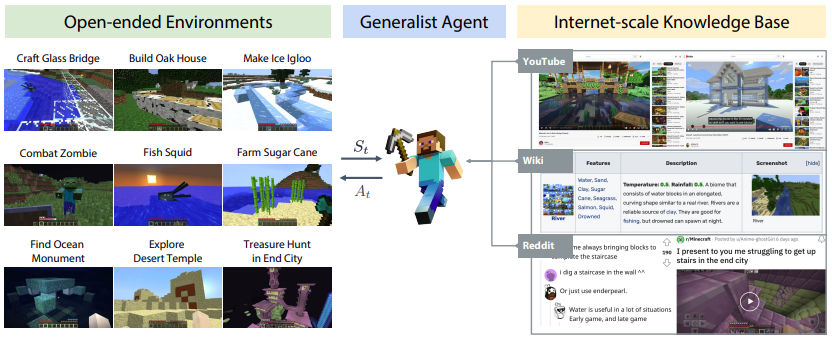 Open-ended Environments
Generalist Agent
Internet-scale Knowledge Base
Craft Glass Bridge
Build Oak House
Make Ice Igloo
Combat Zombie
Fish Squid
Farm Sugar Cane
Find Ocean
Monument
Explore
Desert Temple
Treasure Hunt
in End City
St
At
YouTube
Wiki
Features
Description
Screenshot
[hide]
River
Water, Sand,
Clay, Sugar
Cane, Seagrass,
Salmon, Squid,
Drowned
Temperature: 0.5. Rainfall: 0.5. A biome that
consists of water blocks in an elongated,
curving shape similar to a real river. Rivers are
a reliable source of clay. They are good for
fishing, but drowned can spawn at night.
River
Reddit
me always bringing blocks to
the staircase
i dig a staircase in the wall ^^
Or just use enderpearl.
Water is useful in a lot of situations
Early game, and late game
190
r/Minecraft · Posted by u/Anime-ghostGirl 6 days ago
I present to you me struggling to get up
stairs in the end city